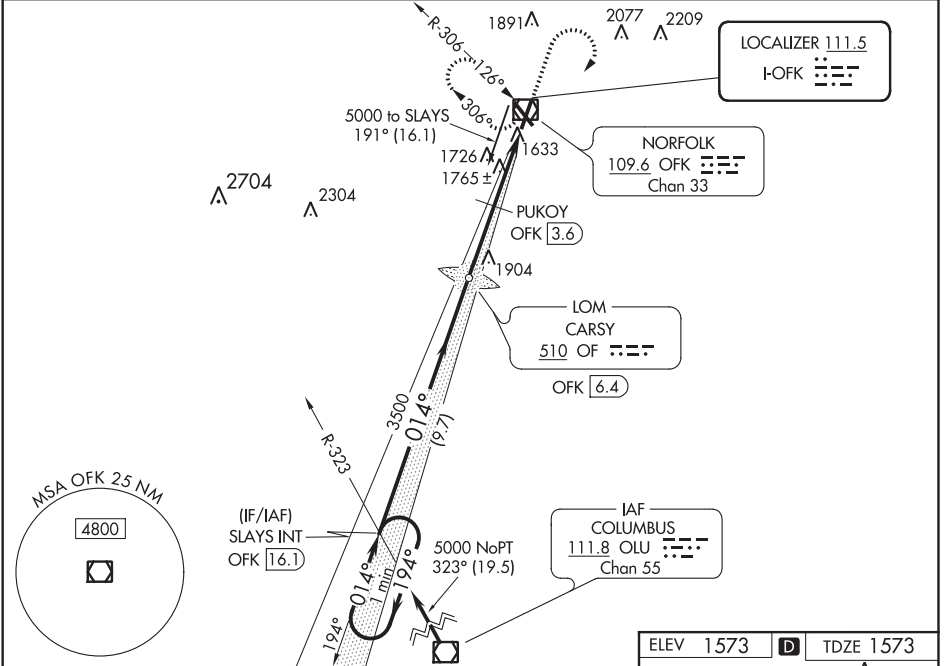 R-306
126°
306°
1891
2077
2209
LOCALIZER 111.5
I-OFK
5000 to SLAYS
191° (16.1)
1633
1726
1765 ±
NORFOLK
109.6 OFK
Chan 33
2704
2304
PUKOY
OFK 3.6
1904
LOM
CARSY
510 OF
OFK 6.4
3500
014°
(9.7)
R-323
MSA OFK 25 NM
4800
(IF/IAF)
SLAYS INT
OFK 16.1
014°
1 min
194°
194°
5000 NoPT
323° (19.5)
IAF
COLUMBUS
111.8 OLU
Chan 55
ELEV 1573 D TDZE 1573